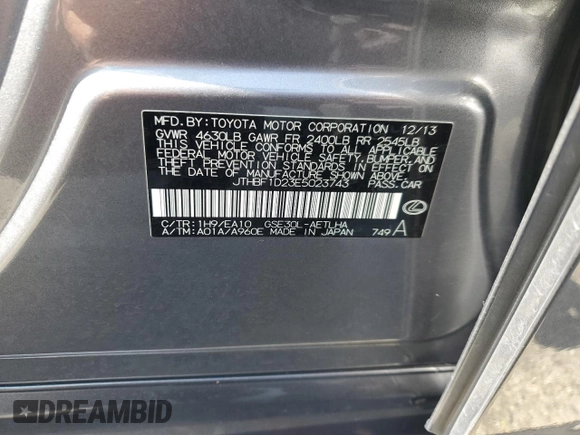 MFD.BY: TOYOTA MOTOR CORPORATION 12/13
GVWR 4630LB GAWR FR 2400LB RR 2545LB
THIS VEHICLE CONFORMS TO ALL APPLICABLE
FEDERAL MOTOR VEHICLE SAFETY, BUMPER, AND
THEFT PREVENTION STANDARDS IN EFFECT ON
THE DATE OF MANUFACTURE SHOWN ABOVE.
JTHBF1D23E5023743 PASS.CAR
C/TR: 1H9/EA10 GSE30L-AETLHA
A/TM: A01A/A960E MADE IN JAPAN 749 A
DREAMBID